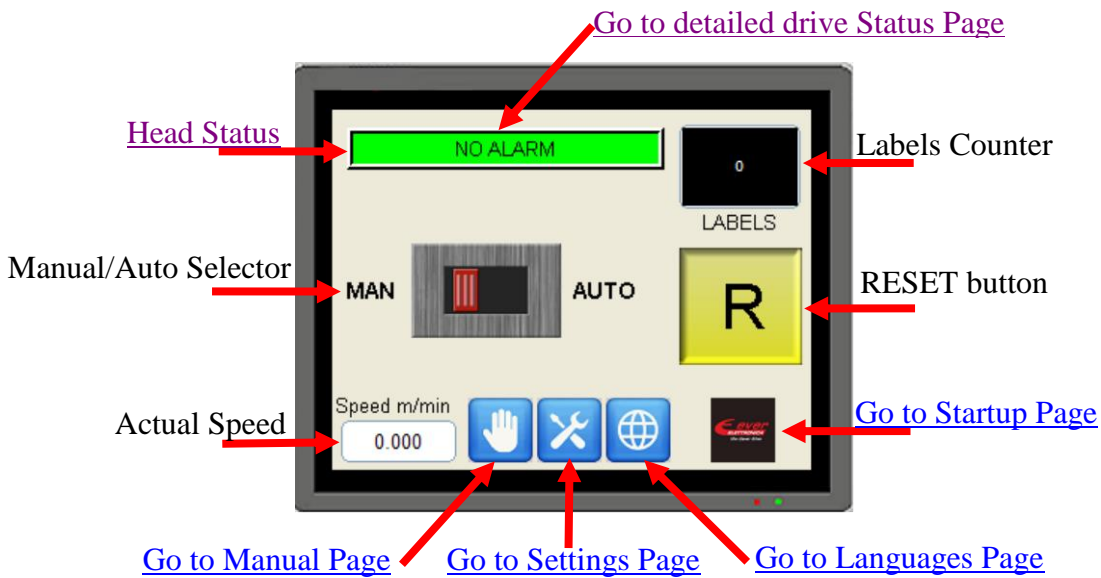 Go to detailed drive Status Page
Head Status
NO ALARM
0
Labels Counter
LABELS
Manual/Auto Selector
MAN
AUTO
R
RESET button
Actual Speed
Speed m/min
0.000
ever
ELETTRONICA
Go to Startup Page
Go to Manual Page
Go to Settings Page
Go to Languages Page